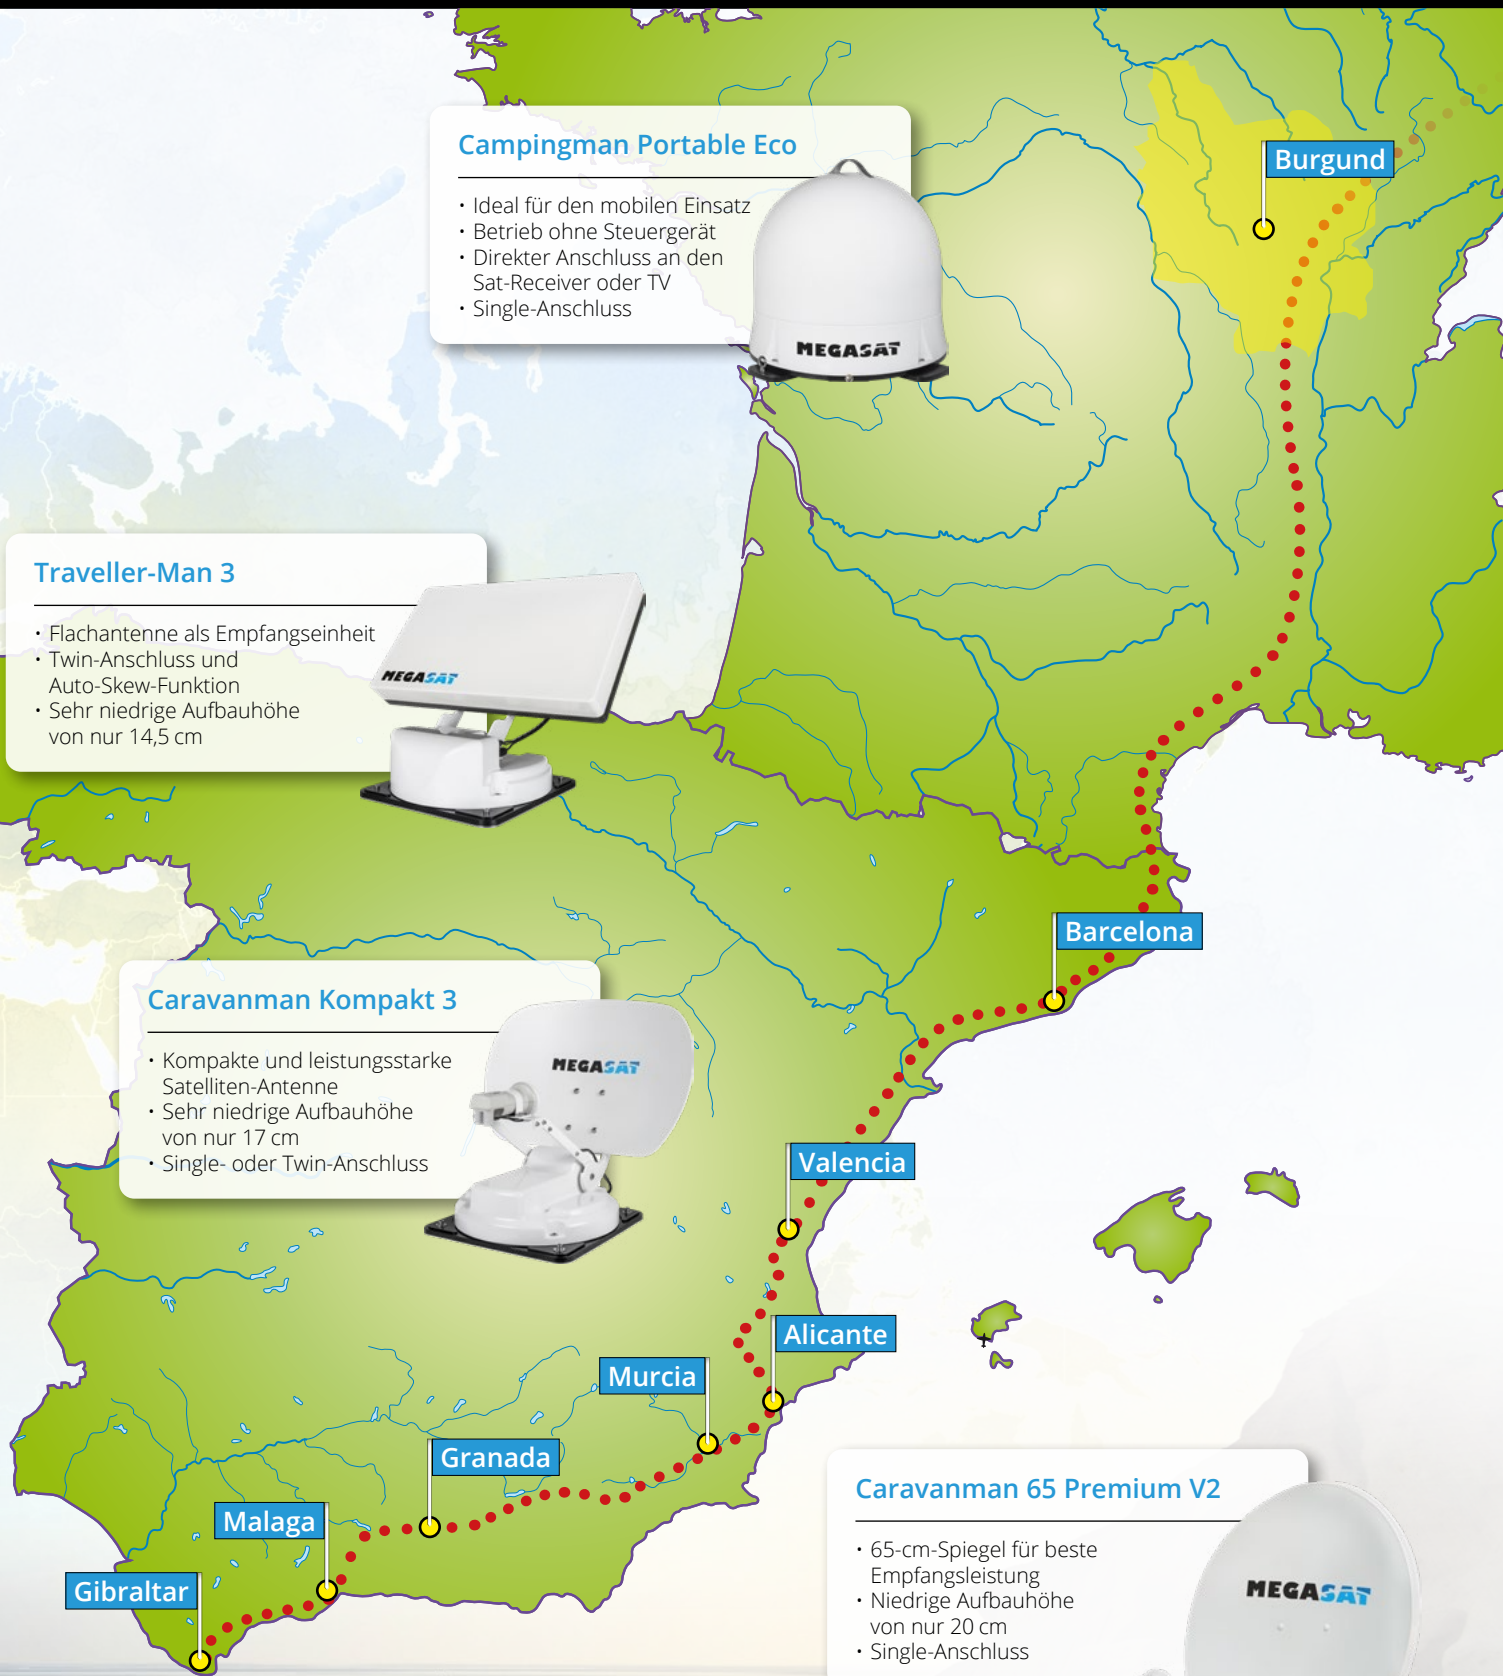 Campingman Portable Eco
• Ideal für den mobilen Einsatz
• Betrieb ohne Steuergerät
• Direkter Anschluss an den
Sat-Receiver oder TV
• Single-Anschluss
MEGASAT
Burgund
Traveller-Man 3
• Flachantenne als Empfangseinheit
• Twin-Anschluss und
Auto-Skew-Funktion
• Sehr niedrige Aufbauhöhe
von nur 14,5 cm
MEGASAT
Barcelona
Caravanman Kompakt 3
• Kompakte und leistungsstarke
Satelliten-Antenne
• Sehr niedrige Aufbauhöhe
von nur 17 cm
• Single- oder Twin-Anschluss
MEGASAT
Valencia
Alicante
Murcia
Granada
Malaga
Gibraltar
Caravanman 65 Premium V2
• 65-cm-Spiegel für beste
Empfangsleistung
• Niedrige Aufbauhöhe
von nur 20 cm
• Single-Anschluss
MEGASAT